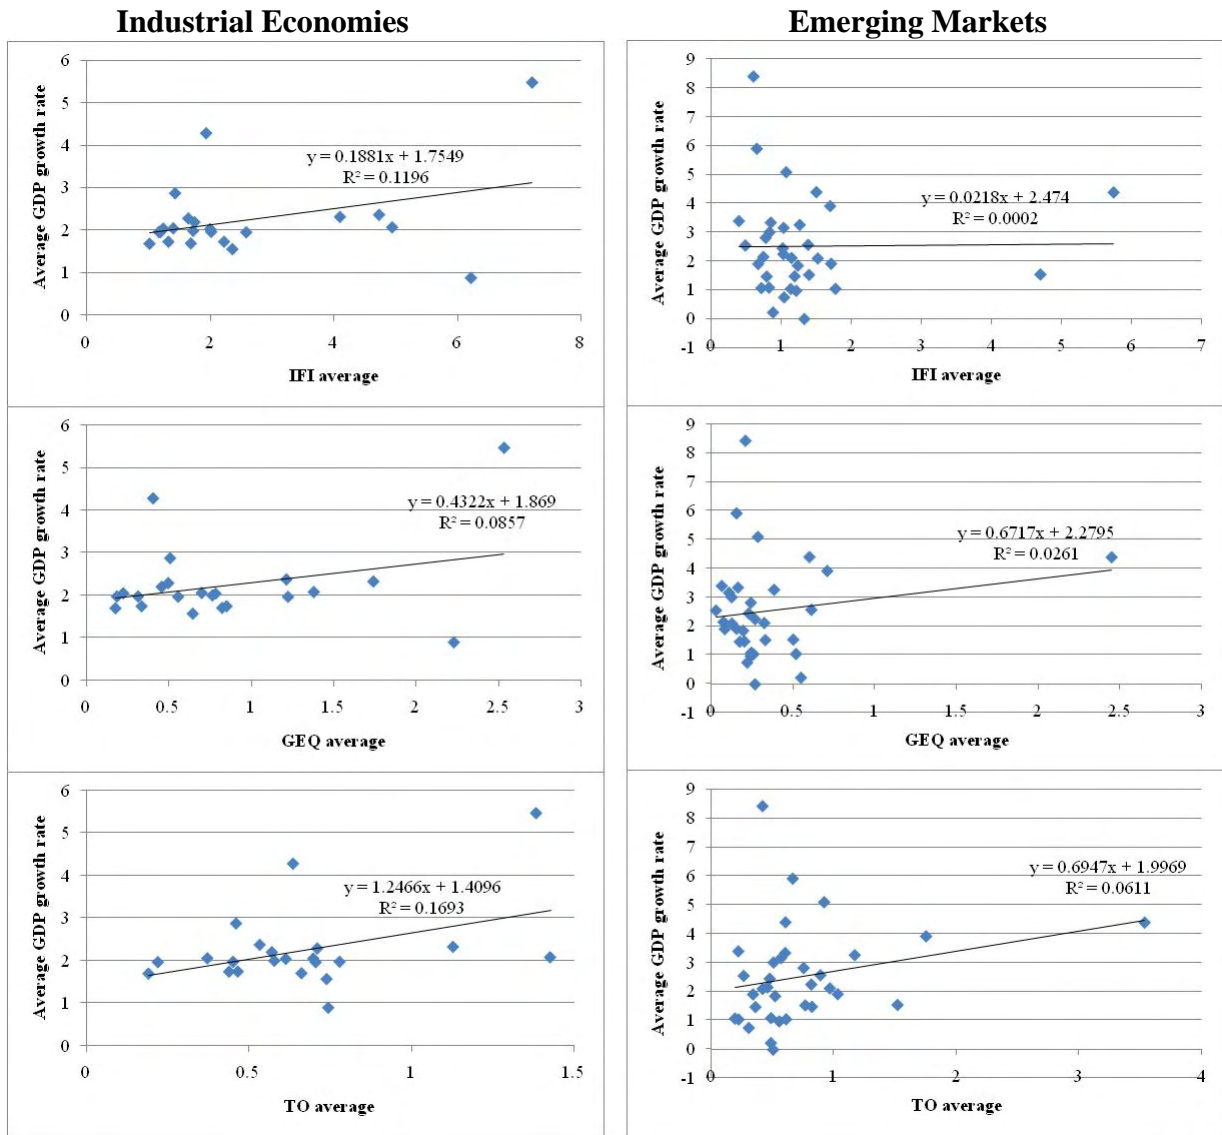 Industrial Economies
Emerging Markets
6
5
4
3
2
1
0
Average GDP growth rate
y = 0.1881x + 1.7549
R² = 0.1196
0 2 4 6 8
IFI average
9
8
7
6
5
4
3
2
1
0
-1
Average GDP growth rate
y = 0.0218x + 2.474
R² = 0.0002
0 1 2 3 4 5 6 7
IFI average
6
5
4
3
2
1
0
Average GDP growth rate
y = 0.4322x + 1.869
R² = 0.0857
0 0.5 1 1.5 2 2.5 3
GEQ average
9
8
7
6
5
4
3
2
1
0
-1
Average GDP growth rate
y = 0.6717x + 2.2795
R² = 0.0261
0 0.5 1 1.5 2 2.5 3
GEQ average
6
5
4
3
2
1
0
Average GDP growth rate
y = 1.2466x + 1.4096
R² = 0.1693
0 0.5 1 1.5
TO average
9
8
7
6
5
4
3
2
1
0
-1
Average GDP growth rate
y = 0.6947x + 1.9969
R² = 0.0611
0 1 2 3 4
TO average